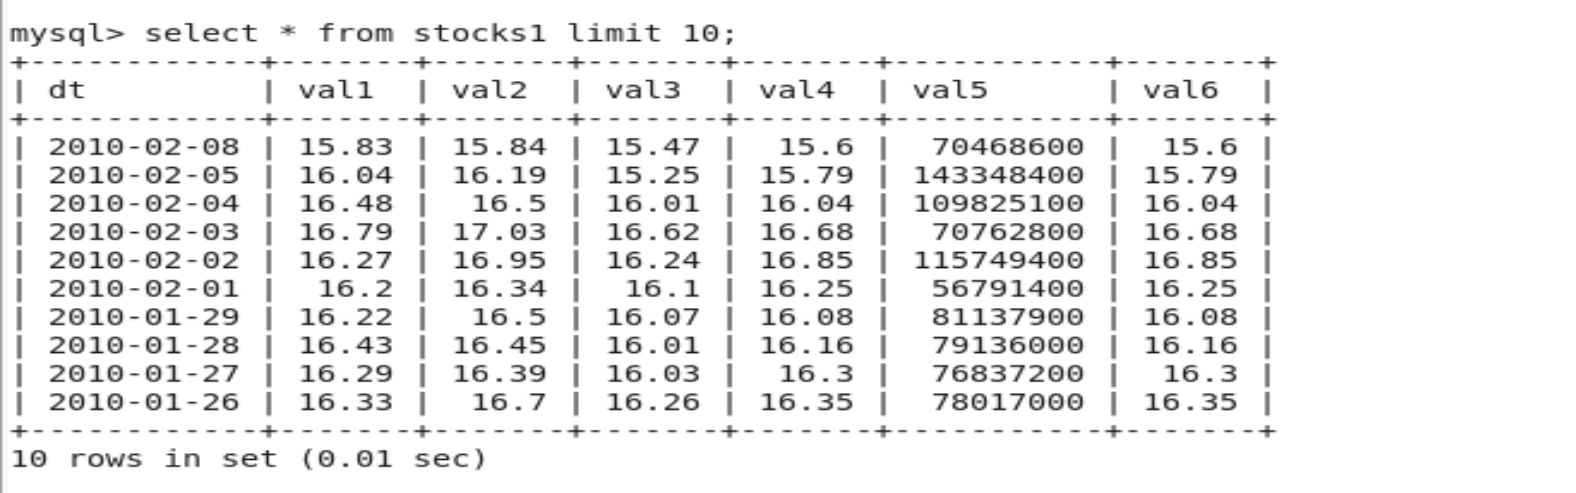 mysql> select * from stocks1 limit 10;
+------------+-------+-------+-------+-------+-----------+-------+
| dt         | val1  | val2  | val3  | val4  | val5      | val6  |
+------------+-------+-------+-------+-------+-----------+-------+
| 2010-02-08 | 15.83 | 15.84 | 15.47 |  15.6 |  70468600 |  15.6 |
| 2010-02-05 | 16.04 | 16.19 | 15.25 | 15.79 | 143348400 | 15.79 |
| 2010-02-04 | 16.48 |  16.5 | 16.01 | 16.04 | 109825100 | 16.04 |
| 2010-02-03 | 16.79 | 17.03 | 16.62 | 16.68 |  70762800 | 16.68 |
| 2010-02-02 | 16.27 | 16.95 | 16.24 | 16.85 | 115749400 | 16.85 |
| 2010-02-01 |  16.2 | 16.34 |  16.1 | 16.25 |  56791400 | 16.25 |
| 2010-01-29 | 16.22 |  16.5 | 16.07 | 16.08 |  81137900 | 16.08 |
| 2010-01-28 | 16.43 | 16.45 | 16.01 | 16.16 |  79136000 | 16.16 |
| 2010-01-27 | 16.29 | 16.39 | 16.03 |  16.3 |  76837200 |  16.3 |
| 2010-01-26 | 16.33 |  16.7 | 16.26 | 16.35 |  78017000 | 16.35 |
+------------+-------+-------+-------+-------+-----------+-------+
10 rows in set (0.01 sec)